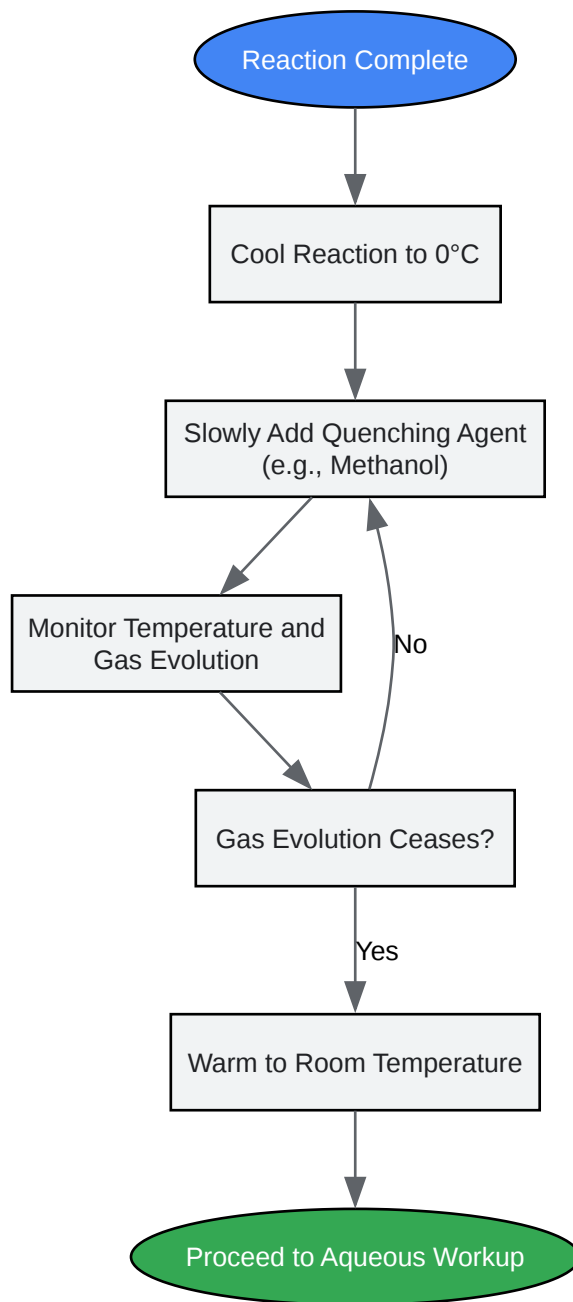 Reaction Complete
Cool Reaction to 0°C
Slowly Add Quenching Agent
(e.g., Methanol)
Monitor Temperature and
Gas Evolution
No
Gas Evolution Ceases?
Yes
Warm to Room Temperature
Proceed to Aqueous Workup